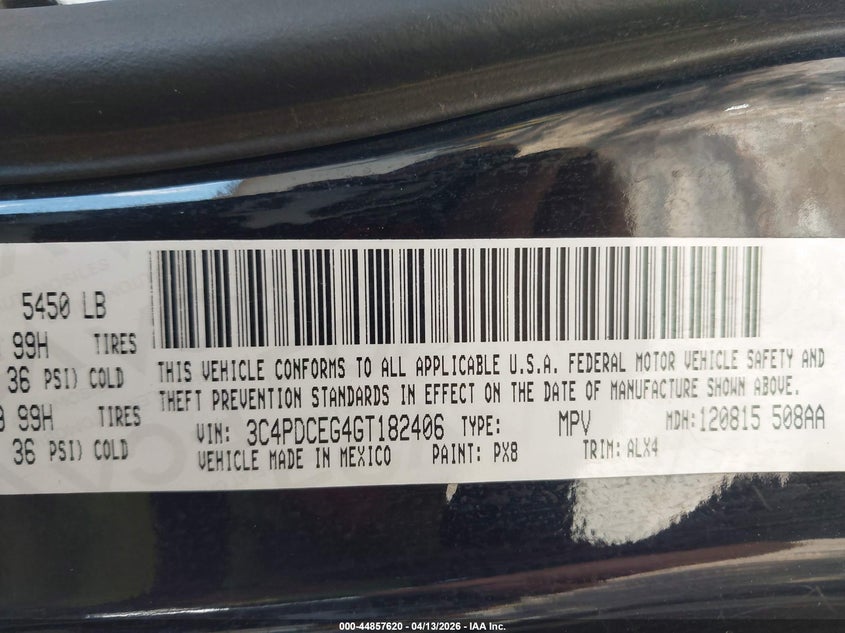 5450 LB
99H TIRES
36 PSI) COLD
99H TIRES
36 PSI) COLD
THIS VEHICLE CONFORMS TO ALL APPLICABLE U.S.A. FEDERAL MOTOR VEHICLE SAFETY AND
THEFT PREVENTION STANDARDS IN EFFECT ON THE DATE OF MANUFACTURE SHOWN ABOVE.
VIN: 3C4PDCEG4GT182406 TYPE: MPV MDH: 120815 508AA
VEHICLE MADE IN MEXICO PAINT: PX8 TRIM: ALX4
000-44857620 - 04/13/2026 - IAA Inc.